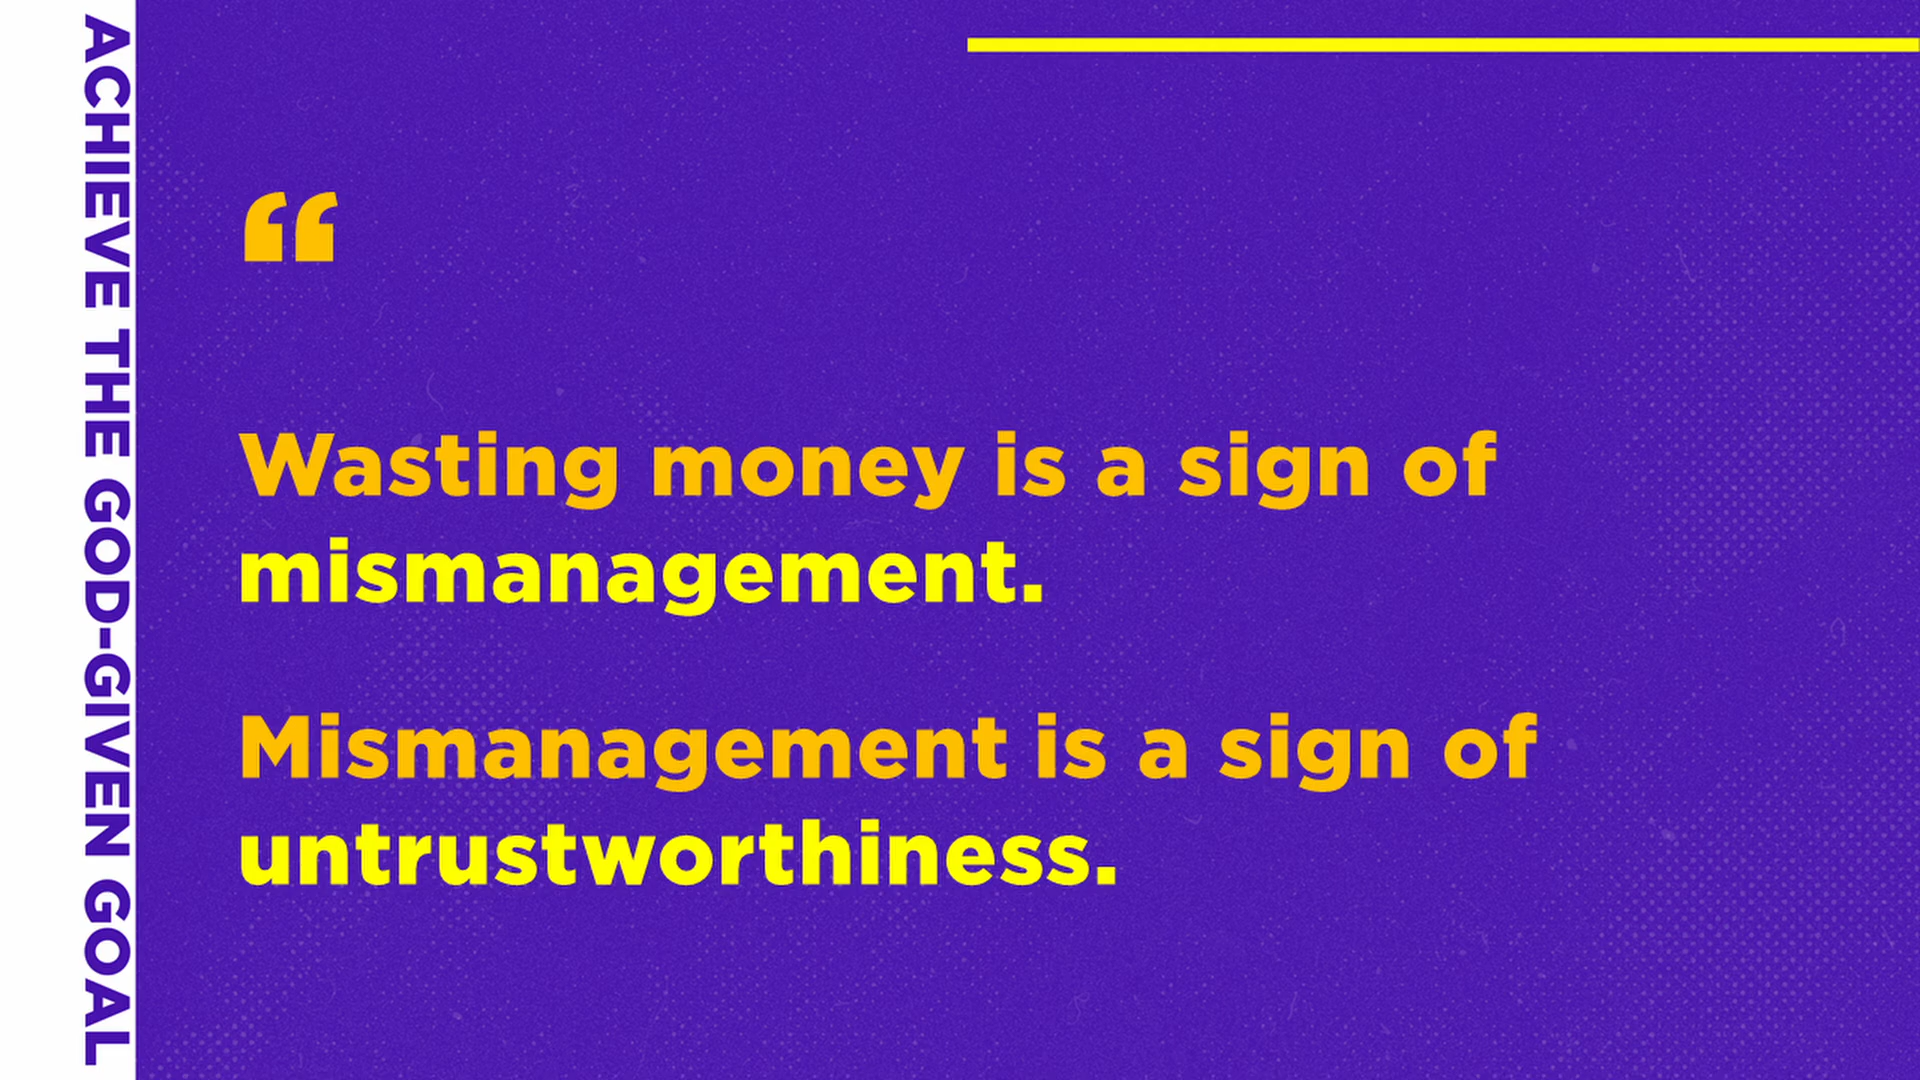 ACHIEVE THE GOD-GIVEN GOAL
“
Wasting money is a sign of
mismanagement.
Mismanagement is a sign of
untrustworthiness.